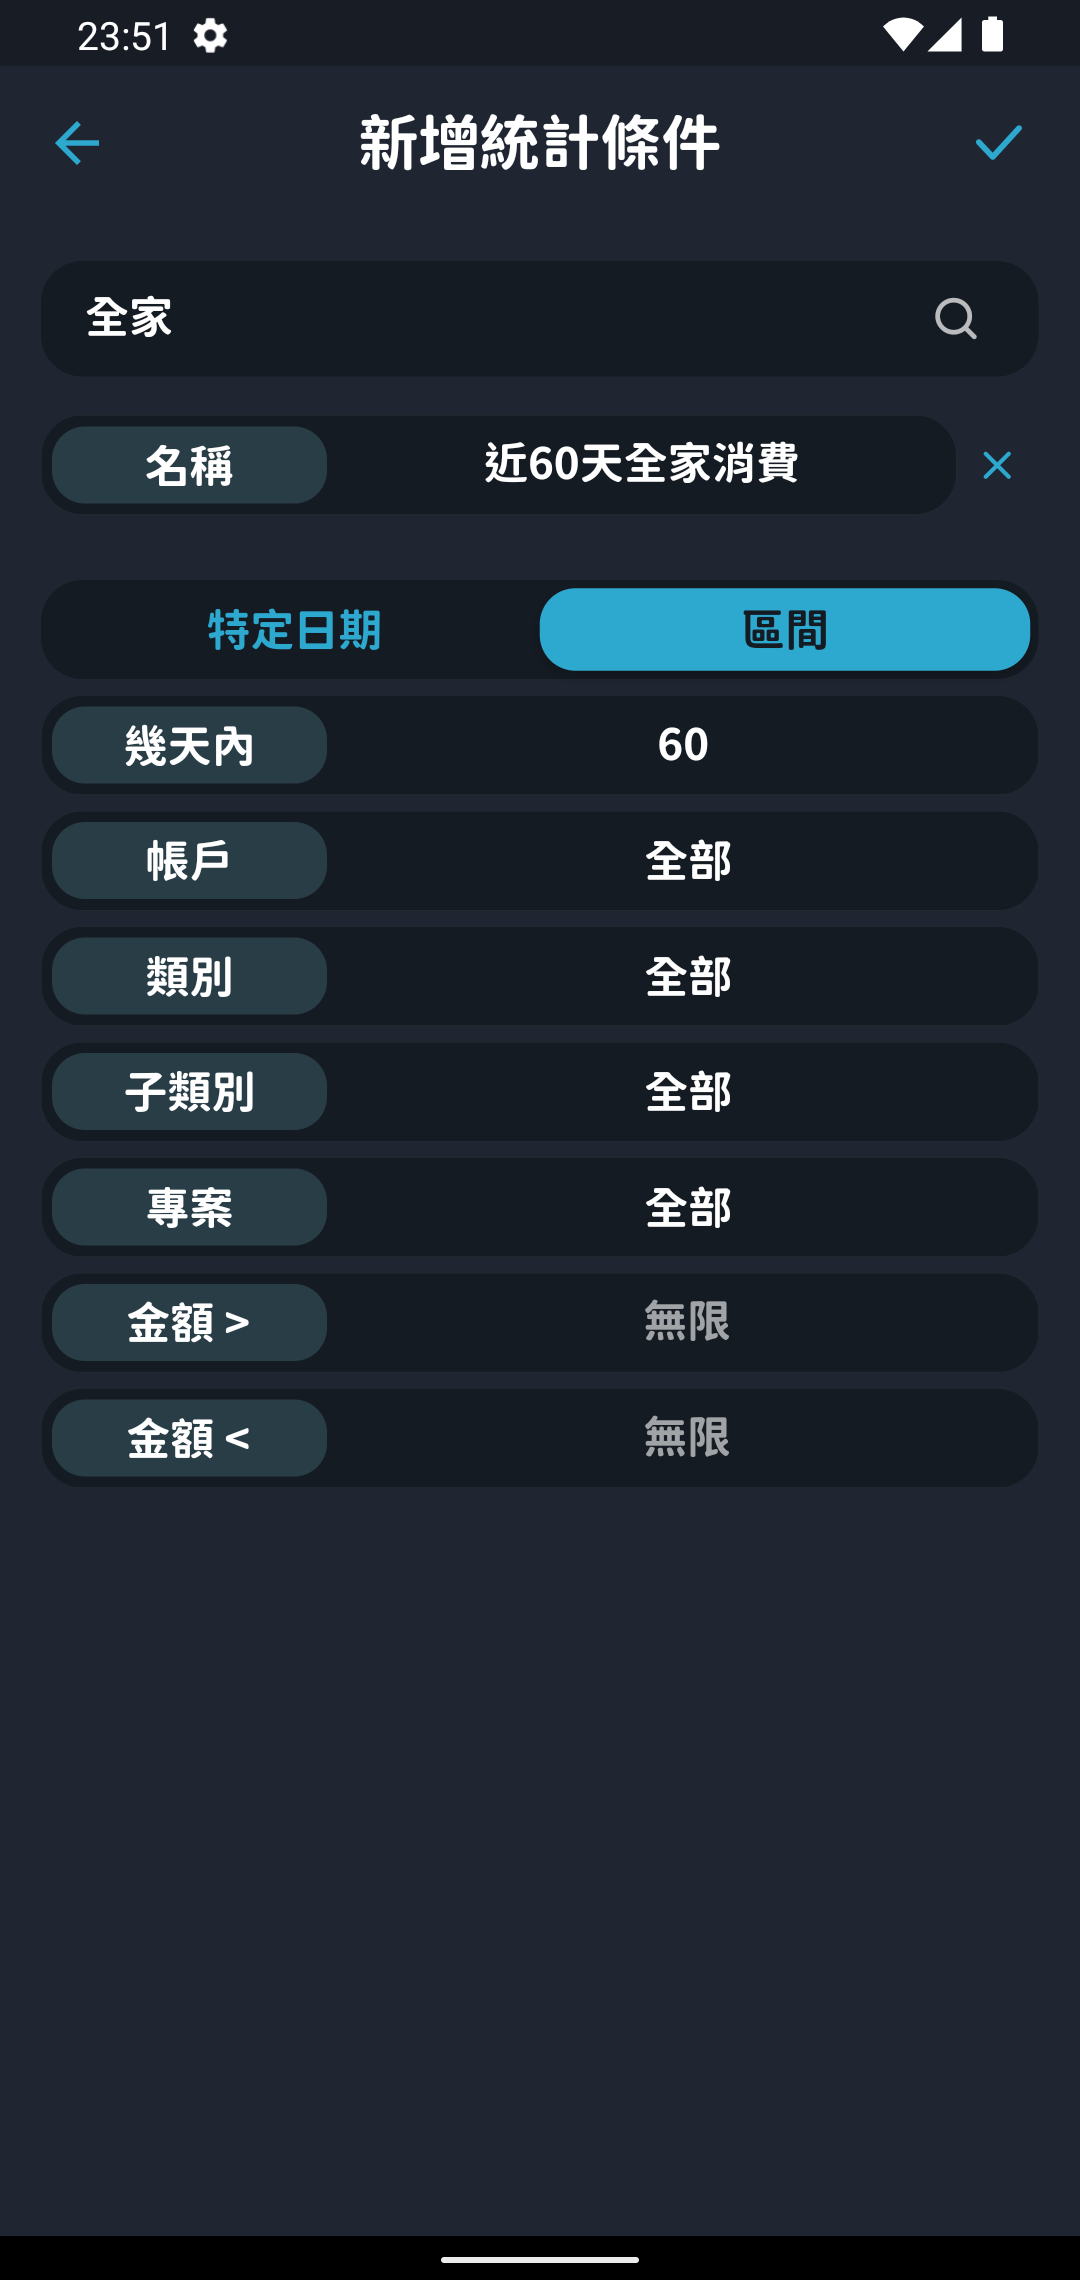 23:51
新增統計條件
全家
名稱 近60天全家消費
特定日期 區間
幾天內 60
帳戶 全部
類別 全部
子類別 全部
專案 全部
金額 > 無限
金額 < 無限